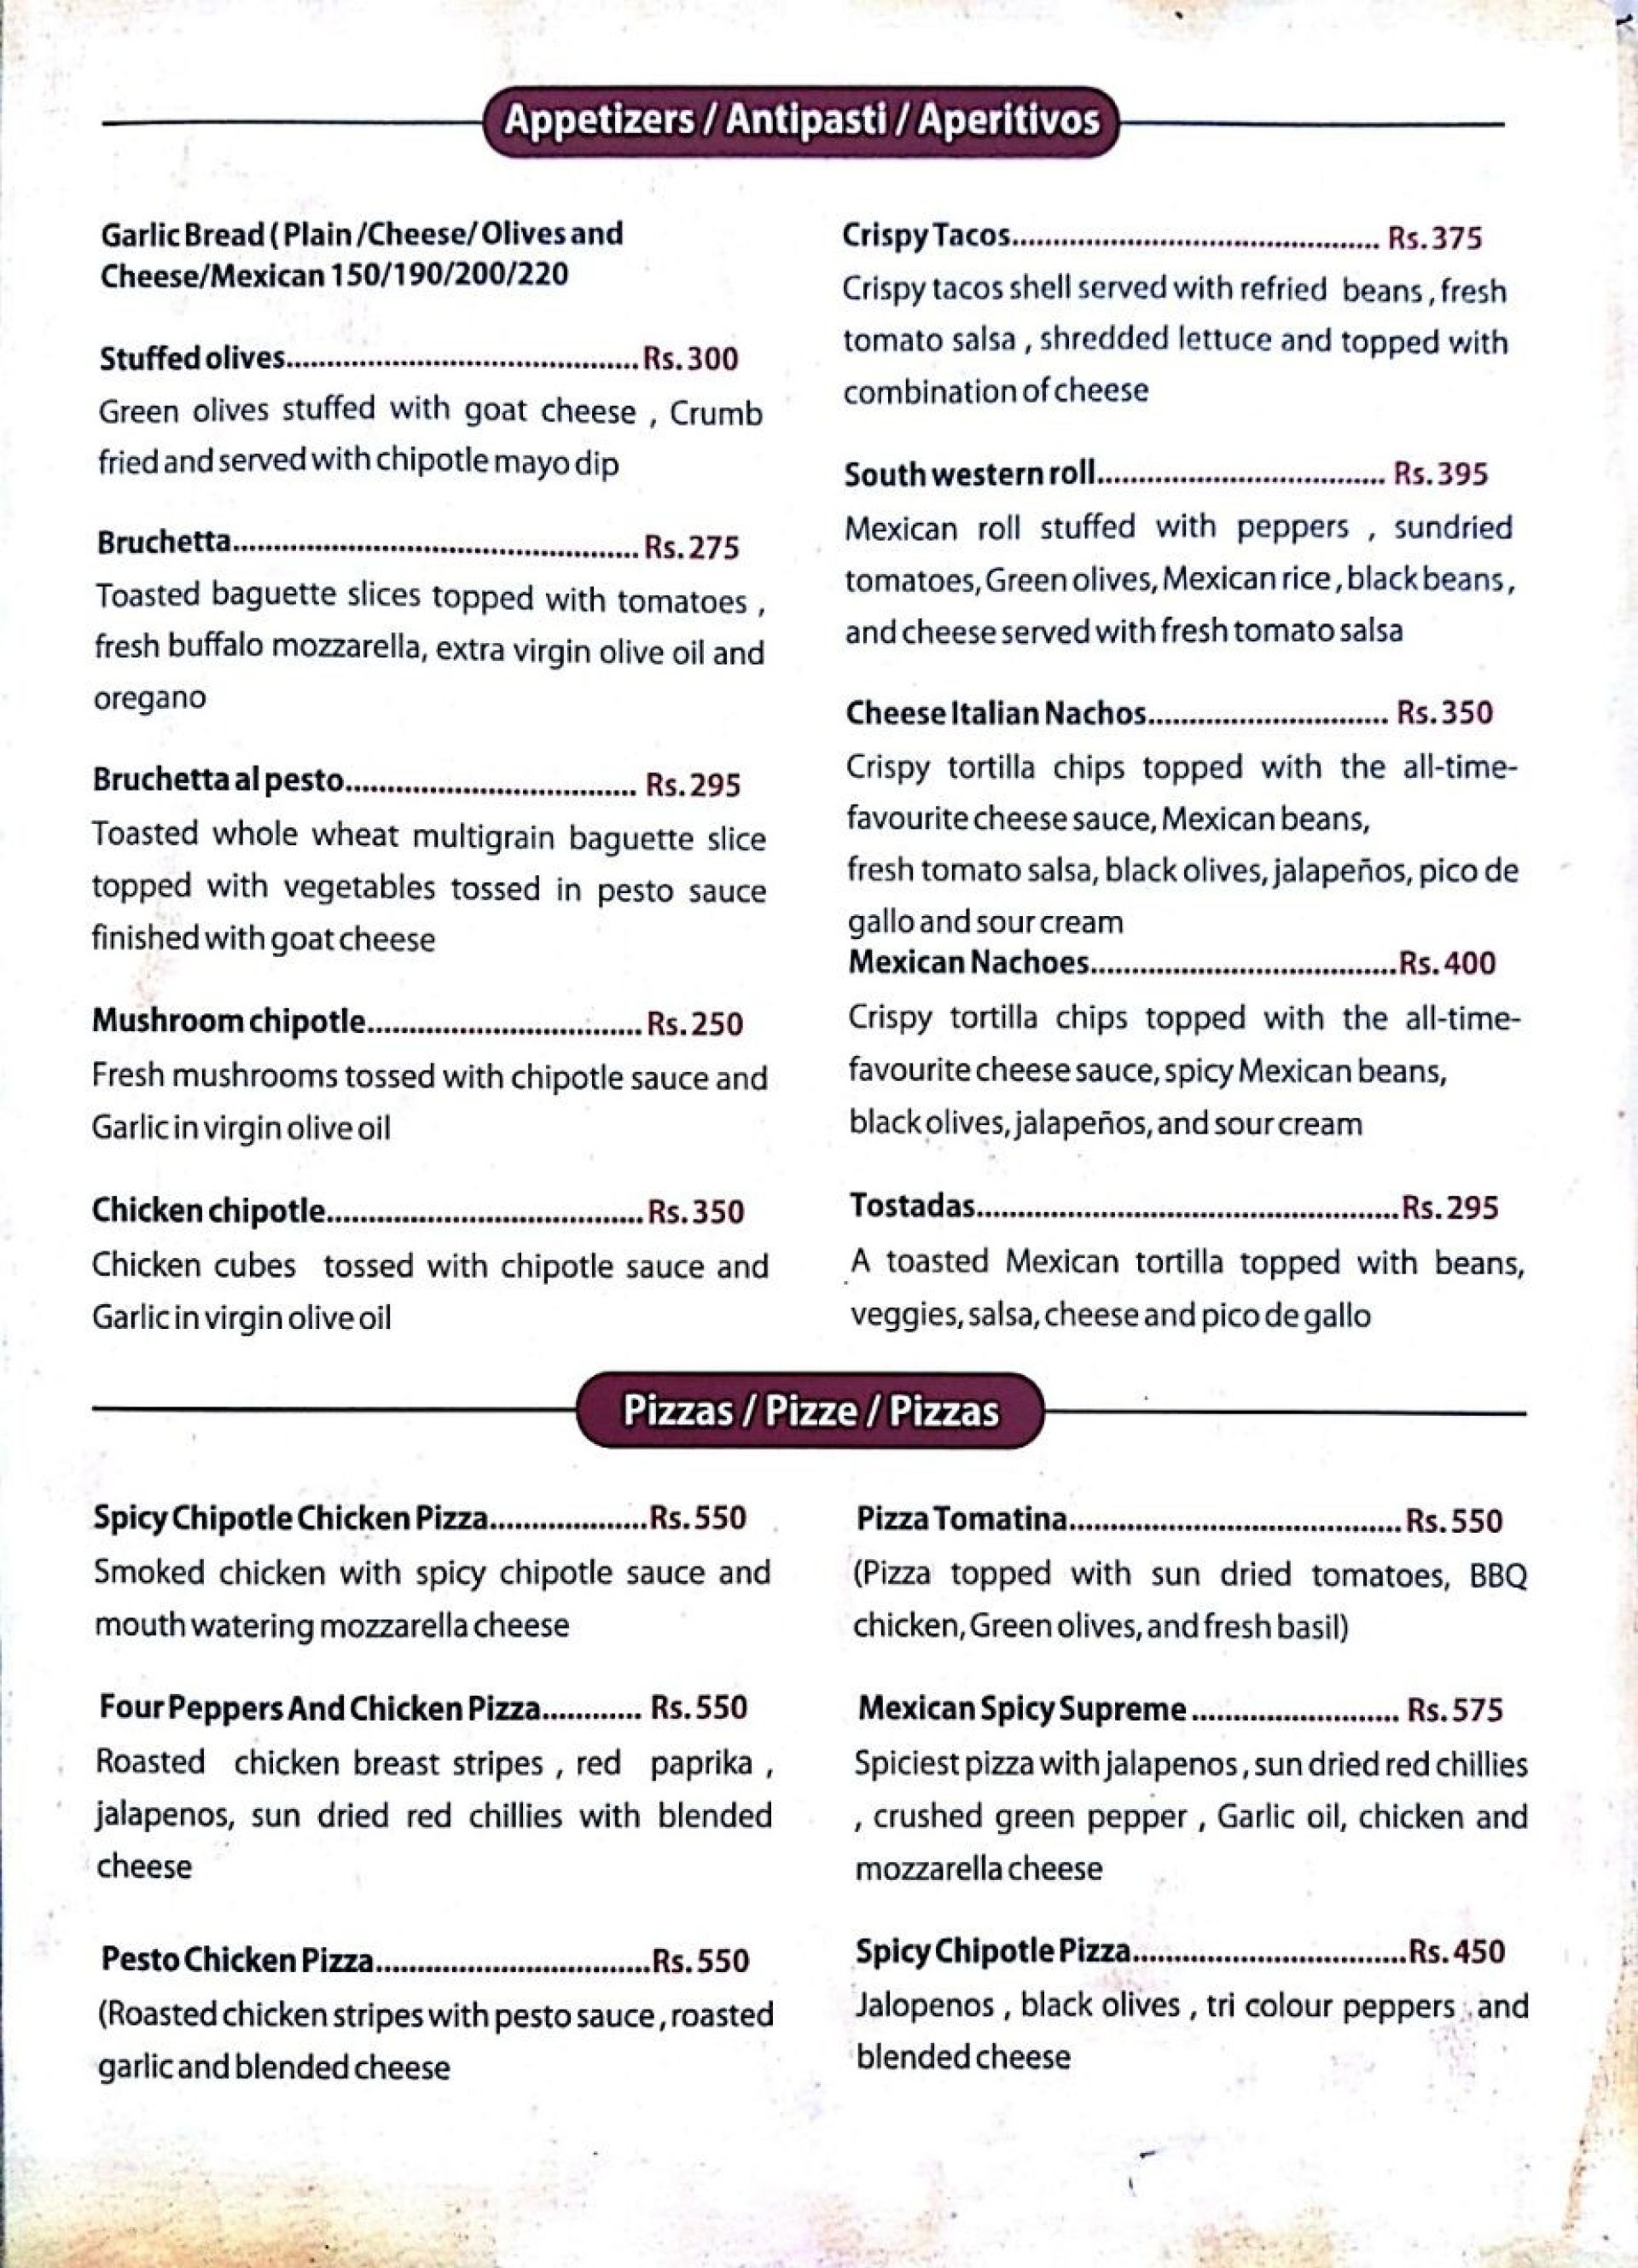 Appetizers / Antipasti / Aperitivos
Garlic Bread ( Plain /Cheese/ Olives and
Cheese/Mexican 150/190/200/220
Stuffed olives..........................................Rs. 300
Green olives stuffed with goat cheese , Crumb
fried and served with chipotle mayo dip
Bruchetta................................................Rs. 275
Toasted baguette slices topped with tomatoes ,
fresh buffalo mozzarella, extra virgin olive oil and
oregano
Bruchetta al pesto................................... Rs. 295
Toasted whole wheat multigrain baguette slice
topped with vegetables tossed in pesto sauce
finished with goat cheese
Mushroom chipotle.................................Rs. 250
Fresh mushrooms tossed with chipotle sauce and
Garlic in virgin olive oil
Chicken chipotle......................................Rs. 350
Chicken cubes tossed with chipotle sauce and
Garlic in virgin olive oil
Crispy Tacos............................................ Rs. 375
Crispy tacos shell served with refried beans , fresh
tomato salsa , shredded lettuce and topped with
combination of cheese
South western roll.................................. Rs. 395
Mexican roll stuffed with peppers , sundried
tomatoes, Green olives, Mexican rice , black beans ,
and cheese served with fresh tomato salsa
Cheese Italian Nachos............................. Rs. 350
Crispy tortilla chips topped with the all-time-
favourite cheese sauce, Mexican beans,
fresh tomato salsa, black olives, jalapeños, pico de
gallo and sour cream
Mexican Nachoes.....................................Rs. 400
Crispy tortilla chips topped with the all-time-
favourite cheese sauce, spicy Mexican beans,
black olives, jalapeños, and sour cream
Tostadas..................................................Rs. 295
A toasted Mexican tortilla topped with beans,
veggies, salsa, cheese and pico de gallo
Pizzas / Pizze / Pizzas
Spicy Chipotle Chicken Pizza...................Rs. 550
Smoked chicken with spicy chipotle sauce and
mouth watering mozzarella cheese
Four Peppers And Chicken Pizza............ Rs. 550
Roasted chicken breast stripes , red paprika ,
jalapenos, sun dried red chillies with blended
cheese
Pesto Chicken Pizza.................................Rs. 550
(Roasted chicken stripes with pesto sauce , roasted
garlic and blended cheese
Pizza Tomatina........................................Rs. 550
(Pizza topped with sun dried tomatoes, BBQ
chicken, Green olives, and fresh basil)
Mexican Spicy Supreme ......................... Rs. 575
Spiciest pizza with jalapenos , sun dried red chillies
, crushed green pepper , Garlic oil, chicken and
mozzarella cheese
Spicy Chipotle Pizza.................................Rs. 450
Jalopenos , black olives , tri colour peppers , and
blended cheese